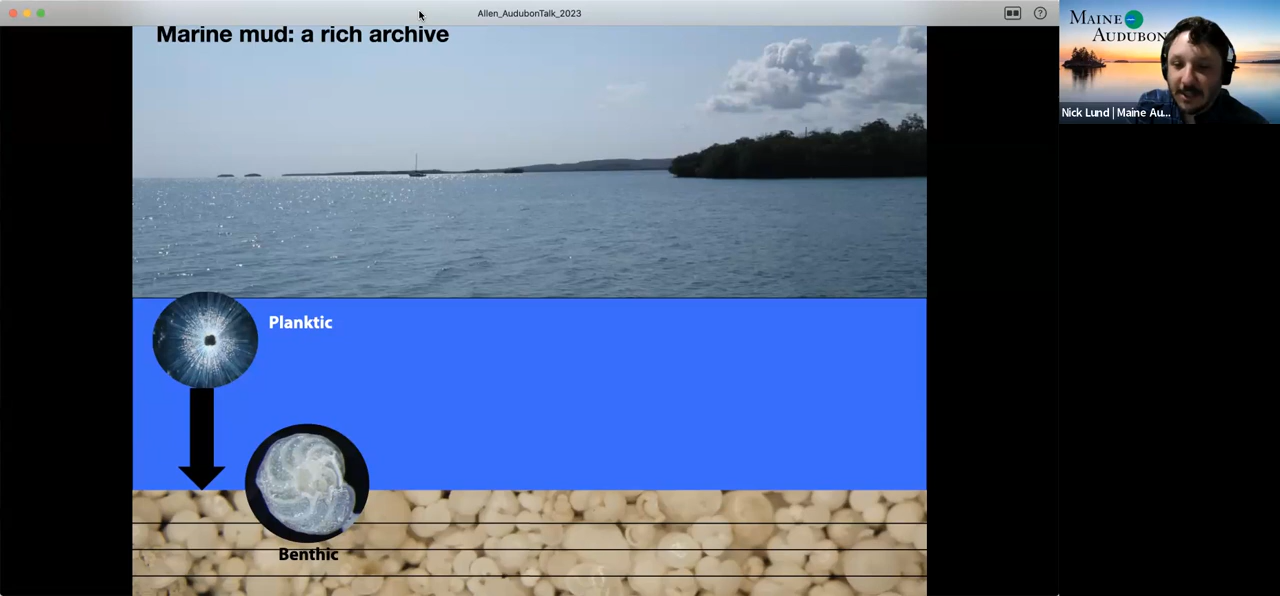 Allen_AudubonTalk_2023
Marine mud: a rich archive
Planktic
Benthic
MAINE
AUDUBON
Nick Lund | Maine Au...